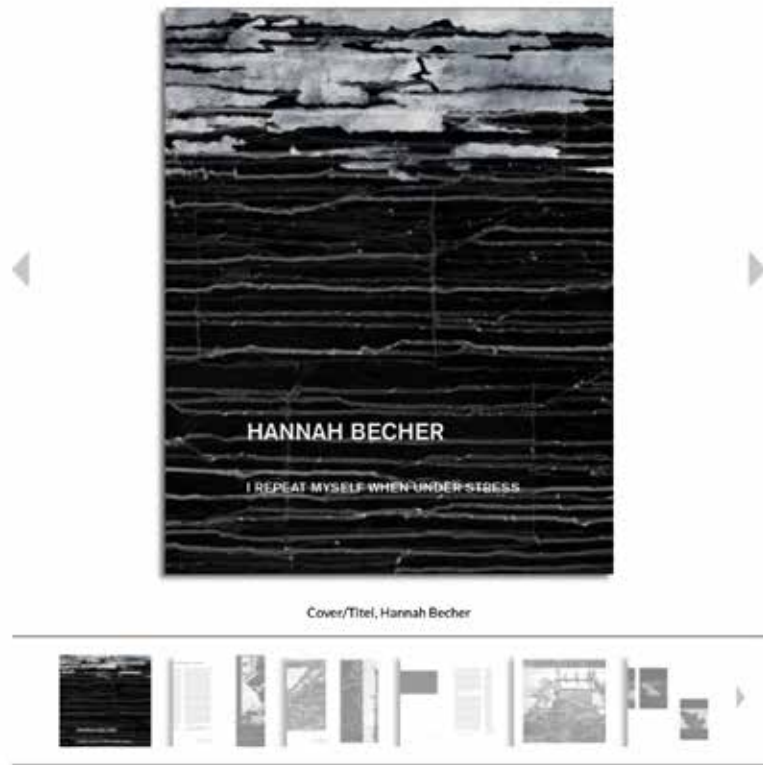 HANNAH BECHER
I REPEAT MYSELF WHEN UNDER STRESS
Cover/Titel, Hannah Becher